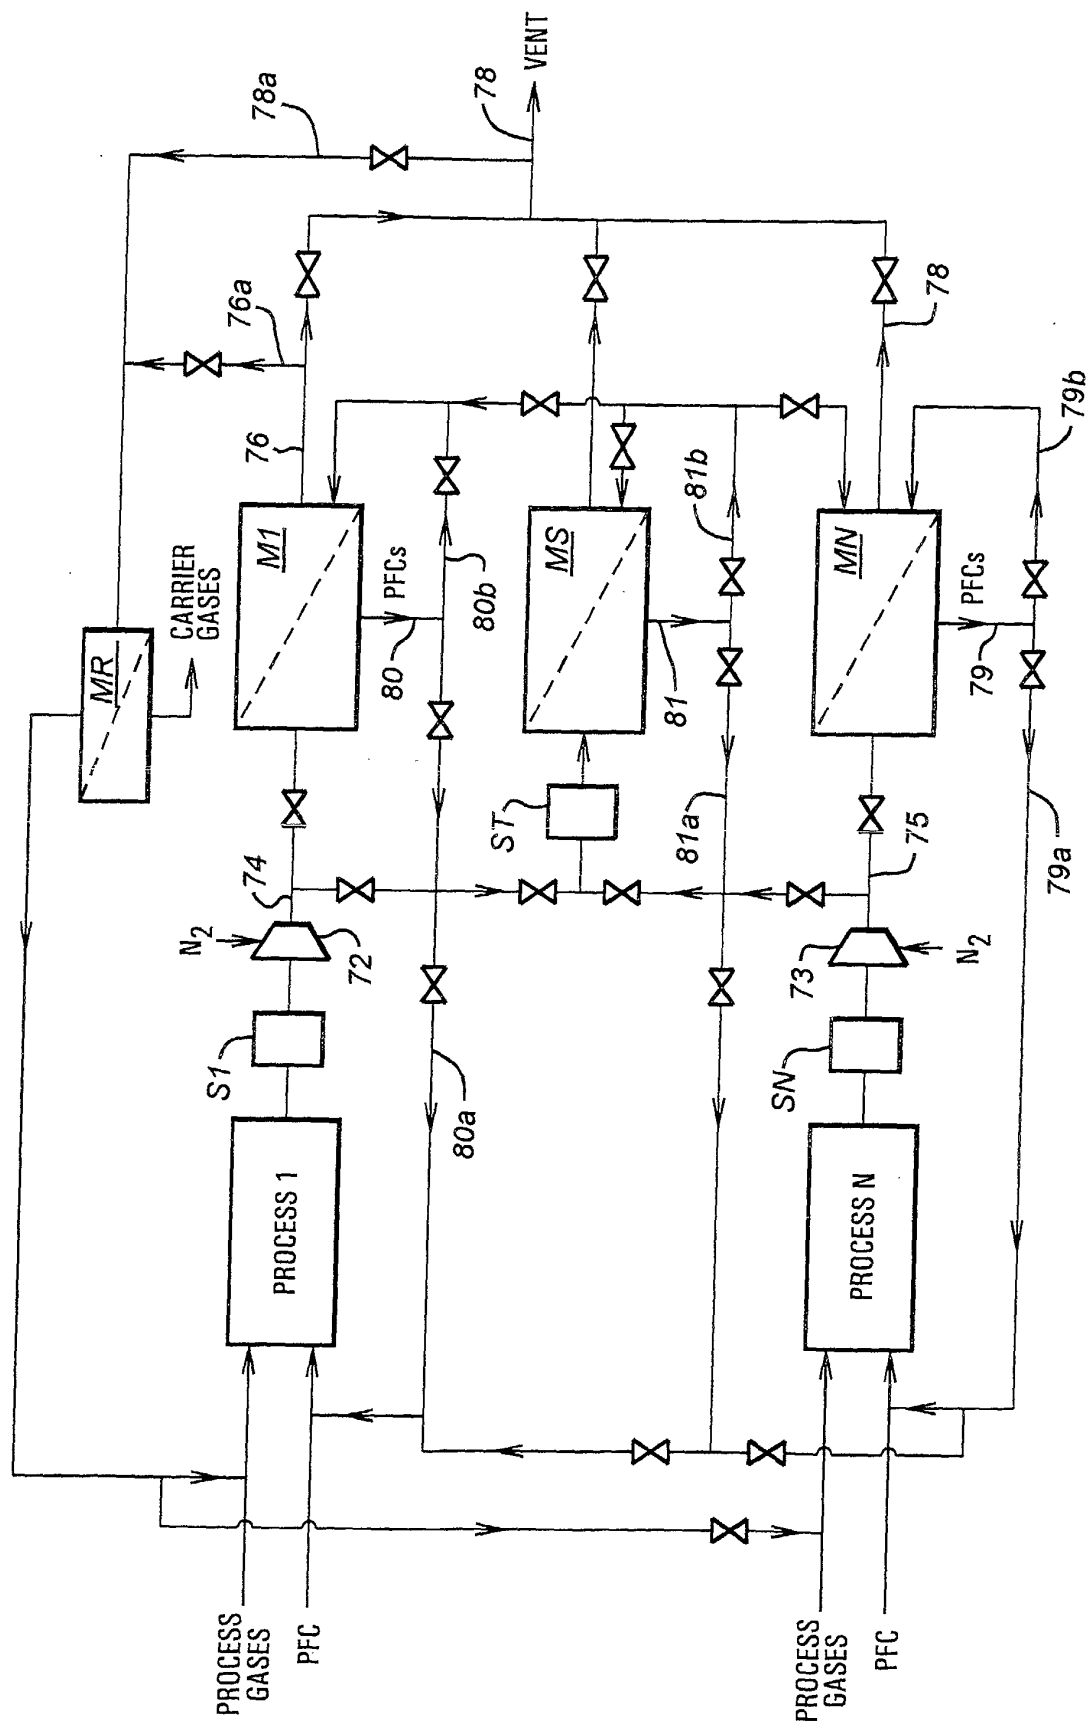 PROCESS
GASES
PFC
PROCESS 1
S1
N2
72
74
M1
76
76a
78a
78
VENT
MR
CARRIER
GASES
80
PFCs
80b
80a
ST
MS
81
81b
81a
PROCESS
GASES
PFC
PROCESS N
SN
73
N2
75
MN
78
79
PFCs
79b
79a